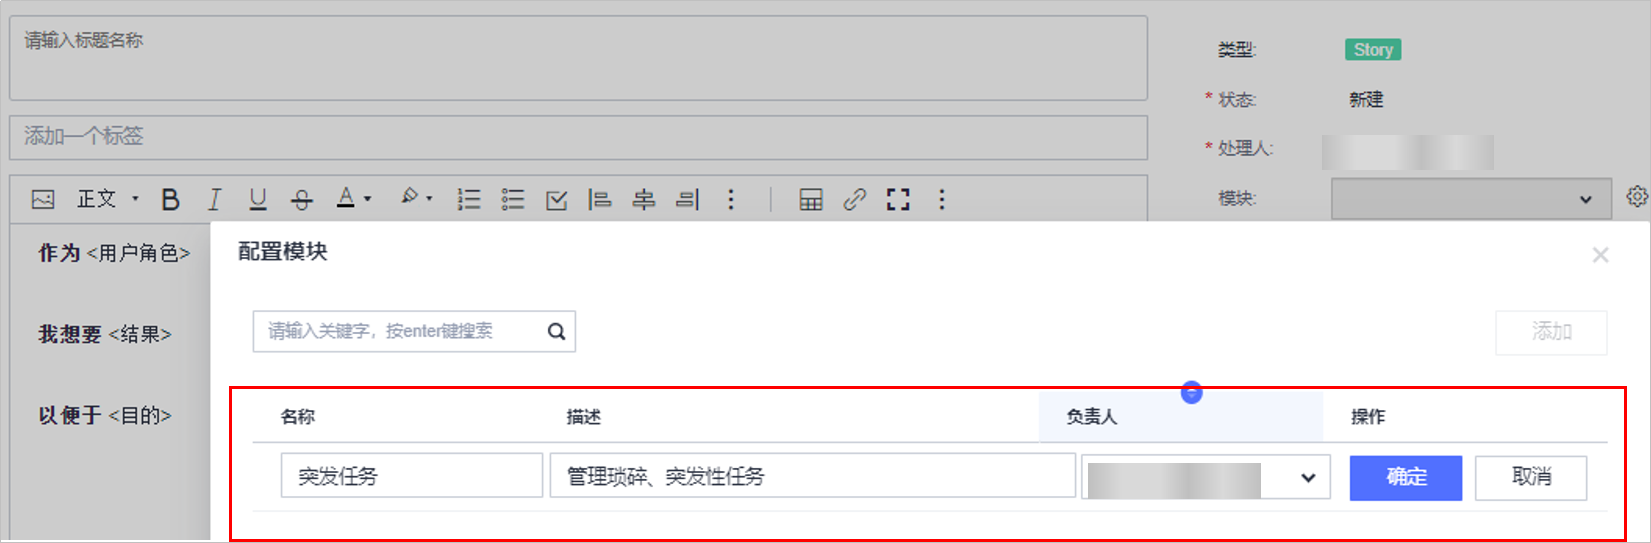 请输入标题名称
类型:
Story
* 状态:
新建
添加一个标签
* 处理人:
正文
B I U S A
模块:
作为 <用户角色>
我想要 <结果>
以便于 <目的>
配置模块
请输入关键字，按enter键搜索
添加
名称 描述 负责人 操作
突发任务 管理琐碎、突发性任务 确定 取消